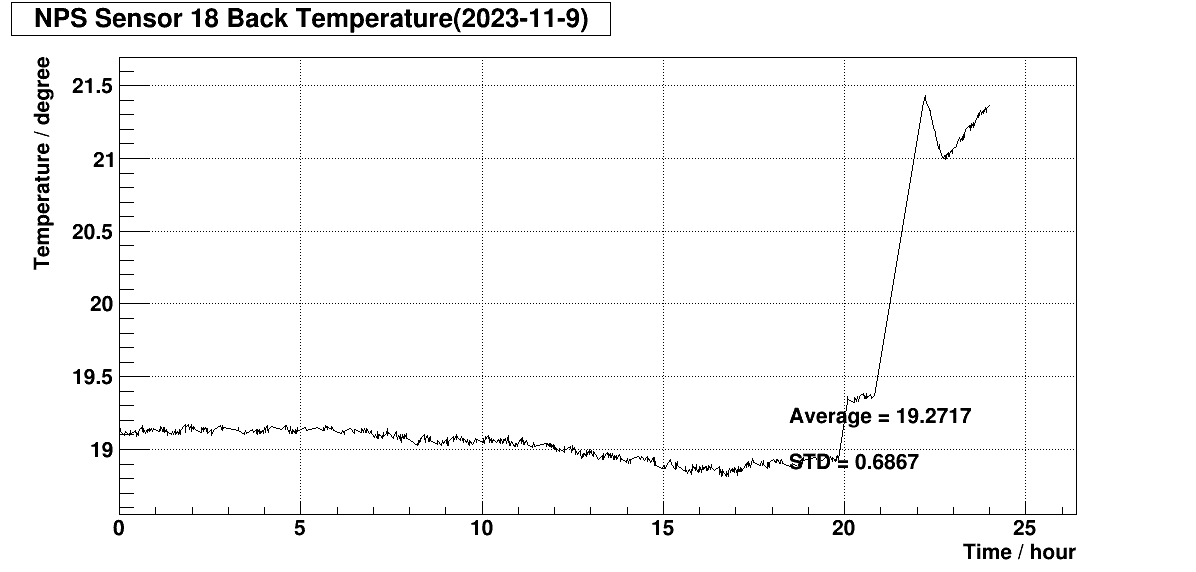 NPS Sensor 18 Back Temperature(2023-11-9)
Temperature / degree
21.5
21
20.5
20
19.5
19
Average = 19.2717
STD = 0.6867
0 5 10 15 20 25
Time / hour